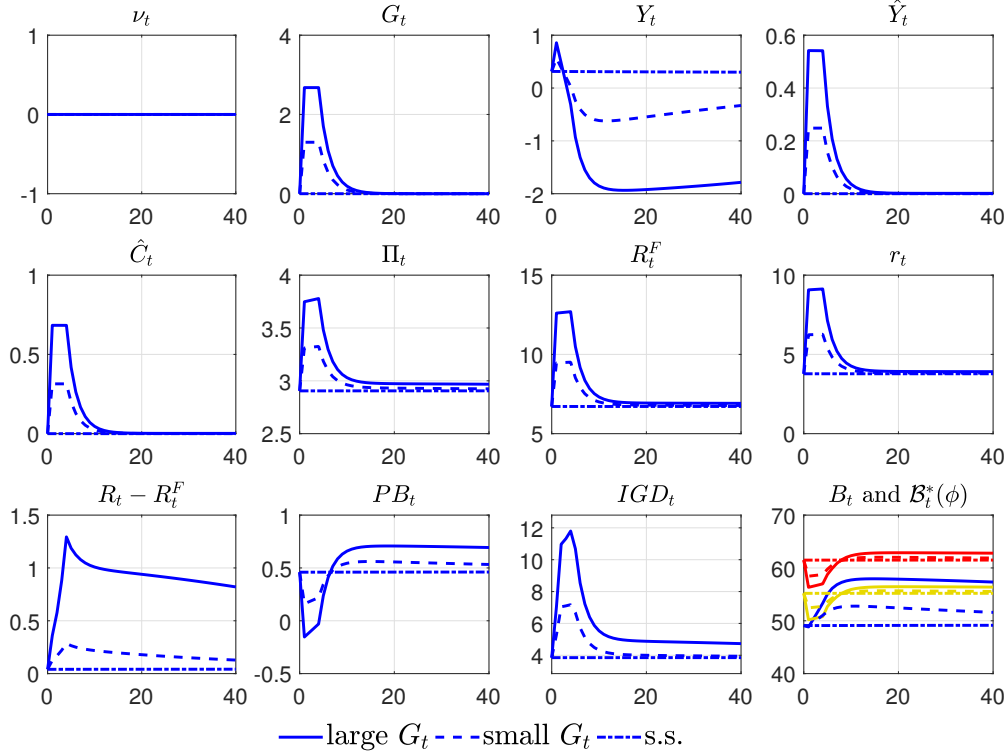 ν_t G_t Y_t Ŷ_t
1 4 1 0.6
0 2 0 0.4
-1 0.2
-1 0 -2 0
0 20 40 0 20 40 0 20 40 0 20 40
Ĉ_t Π_t R_t^F r_t
1 4 15 10
3.5
0.5 3 10 5
0 2.5 5 0
0 20 40 0 20 40 0 20 40 0 20 40
R_t − R_t^F PB_t IGD_t B_t and ℬ_t^*(ϕ)
1.5 1 12 70
1 0.5 10 60
8
0.5 0 6 50
0 -0.5 4 40
0 20 40 0 20 40 0 20 40 0 20 40
large G_t small G_t s.s.